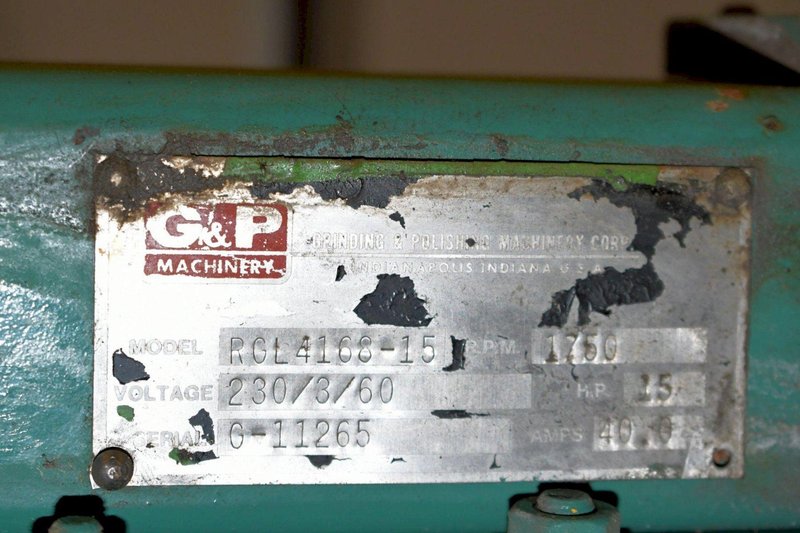 G&P
MACHINERY
GRINDING & POLISHING MACHINERY CORP
INDIANAPOLIS INDIANA U.S.A.
MODEL RGL4168-15 R.P.M. 1750
VOLTAGE 230/3/60 H.P. 15
SERIAL G-11265 AMPS 40.0